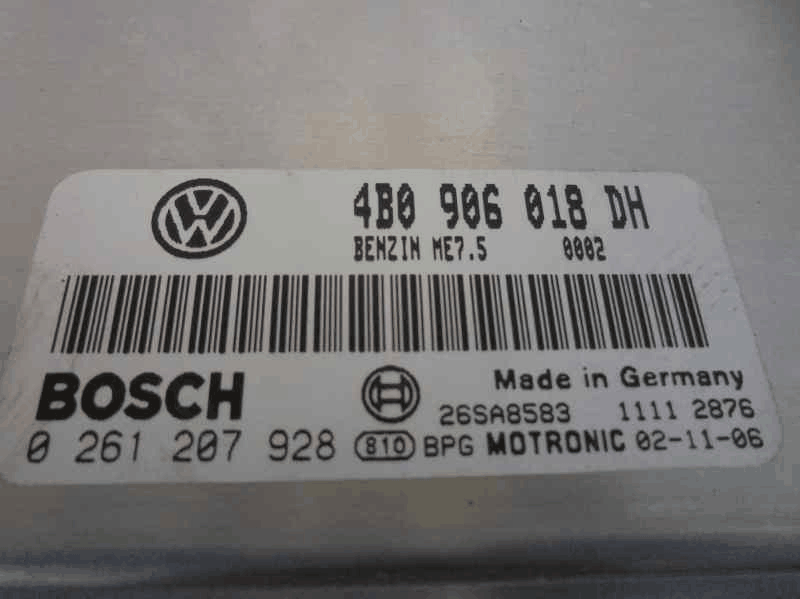 4B0 906 018 DH
BENZIN ME7.5 0002
BOSCH
Made in Germany
26SA8583 1111 2876
0 261 207 928 810 BPG MOTRONIC 02-11-06